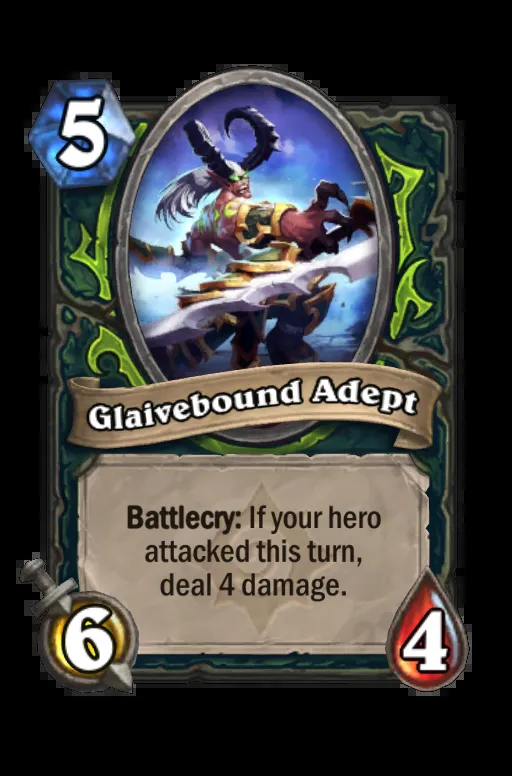 5
Glaivebound Adept
Battlecry: If your hero
attacked this turn,
deal 4 damage.
6
4